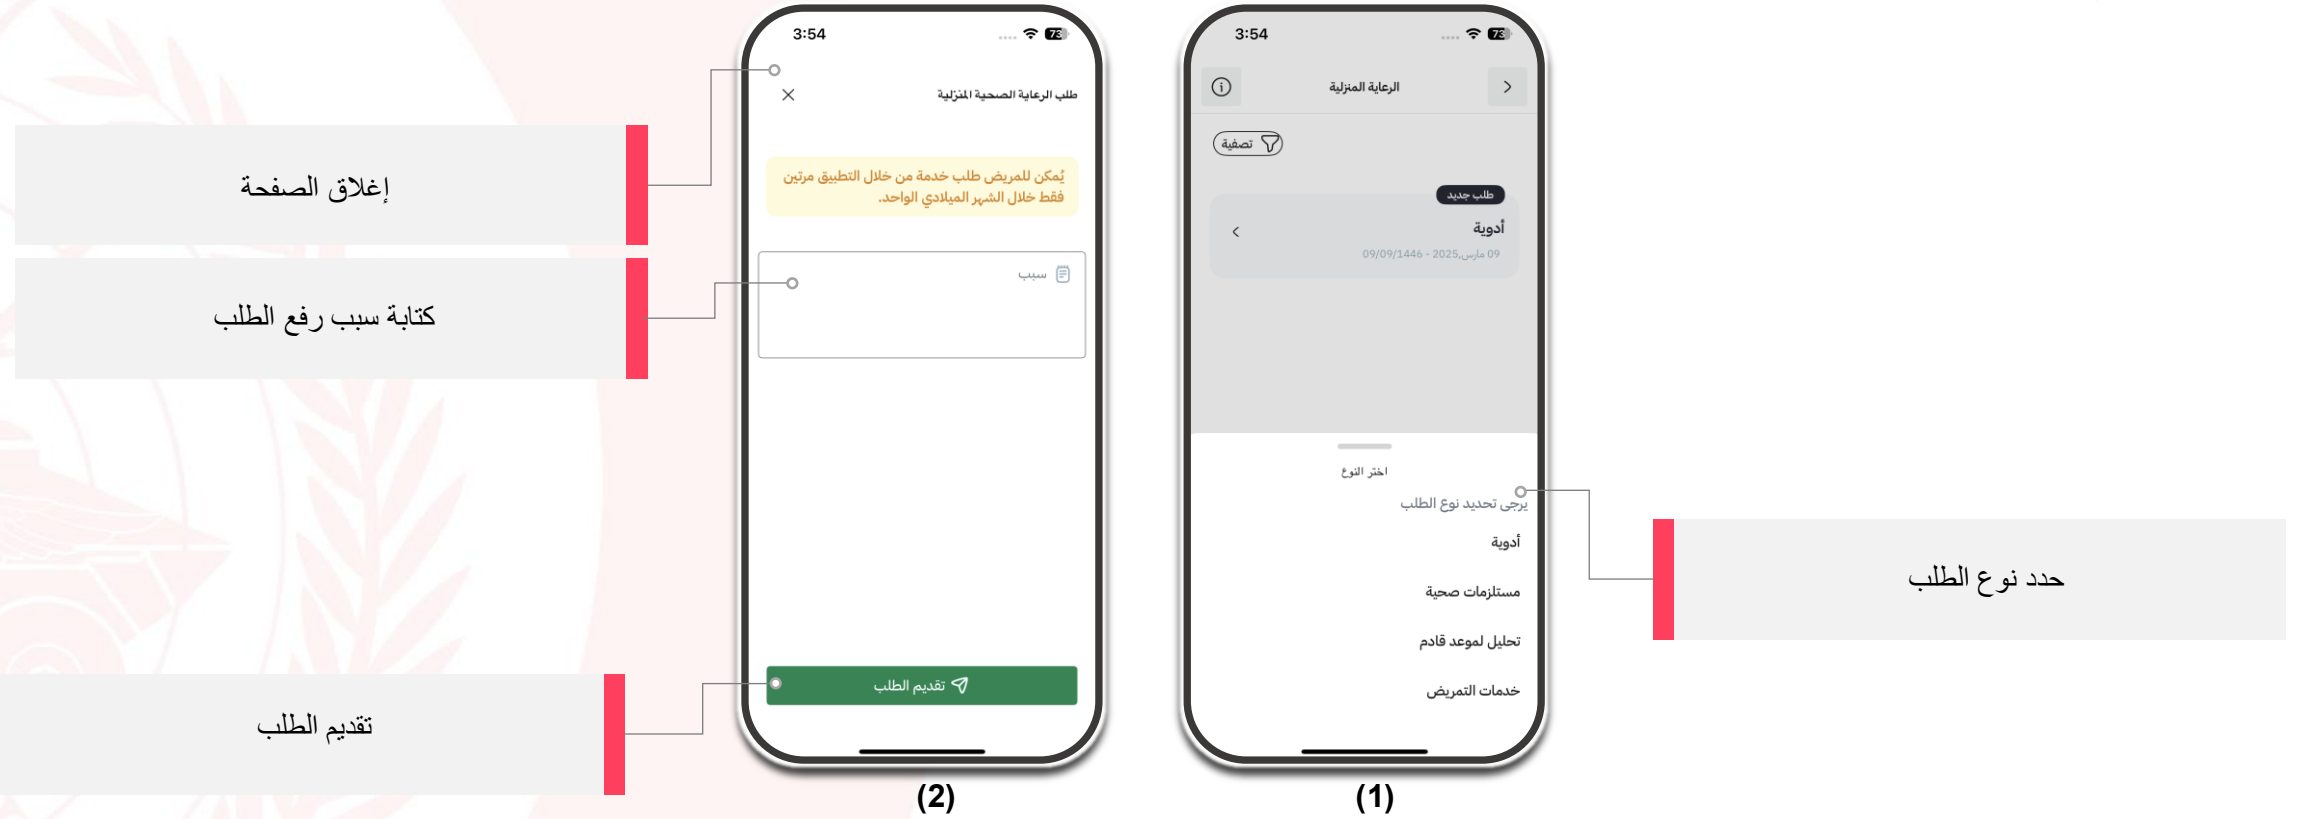 3:54
73
الرعاية المنزلية
تصفية
طلب جديد
أدوية
09 مارس,2025 - 09/09/1446
اختر النوع
يرجى تحديد نوع الطلب
أدوية
مستلزمات صحية
تحليل لموعد قادم
خدمات التمريض
(1)
حدد نوع الطلب
3:54
73
طلب الرعاية الصحية المنزلية
يُمكن للمريض طلب خدمة من خلال التطبيق مرتين
فقط خلال الشهر الميلادي الواحد.
سبب
تقديم الطلب
(2)
إغلاق الصفحة
كتابة سبب رفع الطلب
تقديم الطلب